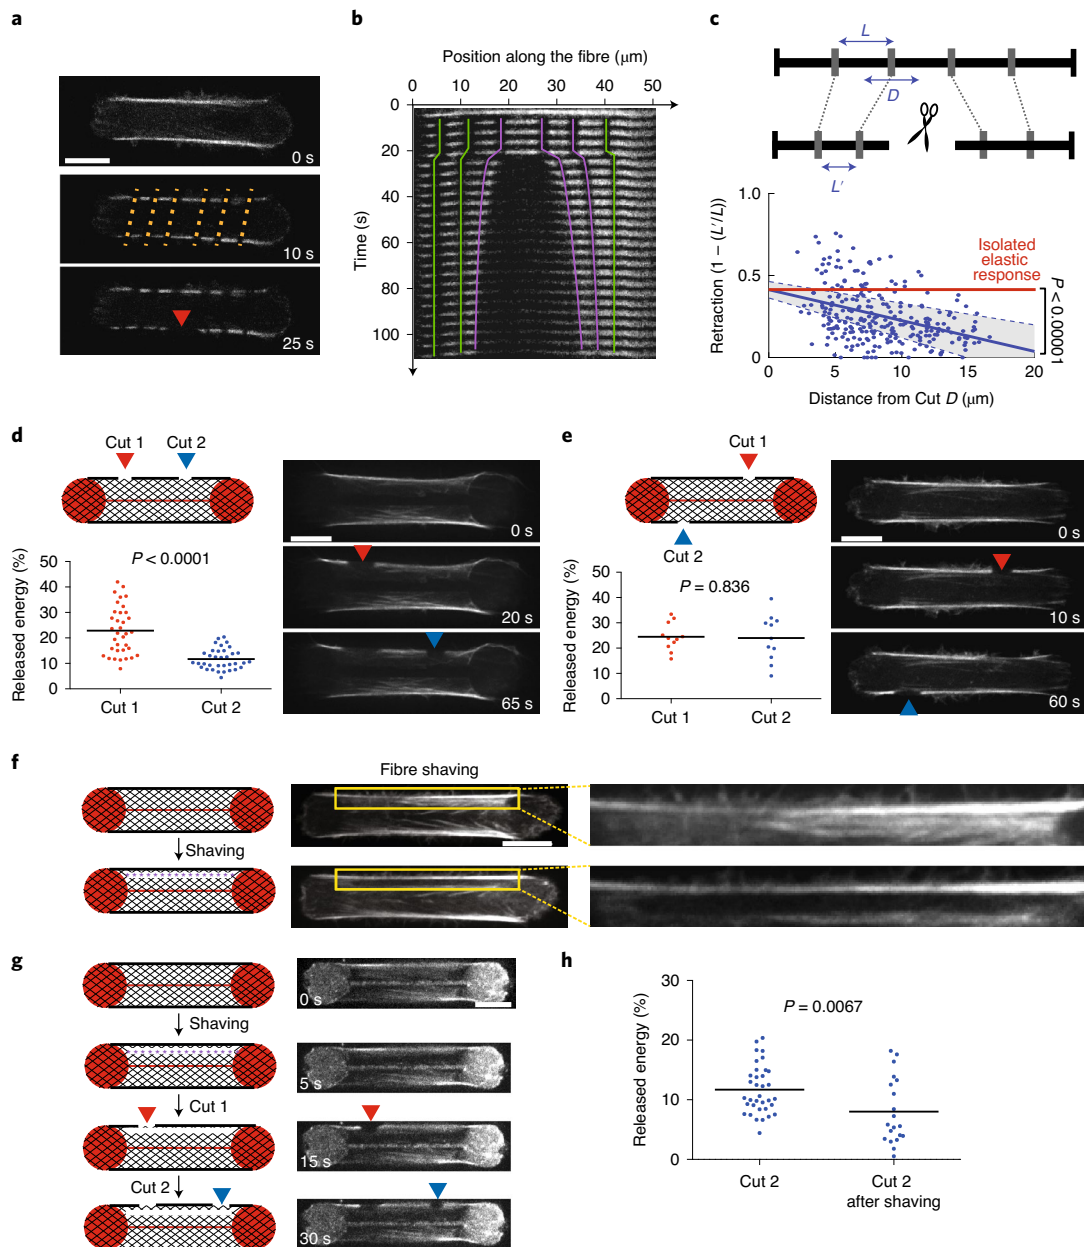 a
0 s
10 s
25 s
b
Position along the fibre (μm)
0 10 20 30 40 50
Time (s)
0
20
40
60
80
100
c
L
D
L′
Retraction (1 − (L′/L))
1.0
0.5
0
Isolated
elastic
response
P < 0.00001
0 5 10 15 20
Distance from Cut D (μm)
d
Cut 1 Cut 2
P < 0.0001
Released energy (%)
50
40
30
20
10
0
Cut 1 Cut 2
0 s
20 s
65 s
e
Cut 1
Cut 2
P = 0.836
Released energy (%)
50
40
30
20
10
0
Cut 1 Cut 2
0 s
10 s
60 s
f
Shaving
Fibre shaving
g
Shaving
Cut 1
Cut 2
0 s
5 s
15 s
30 s
h
P = 0.0067
Released energy (%)
30
20
10
0
Cut 2 Cut 2
after shaving